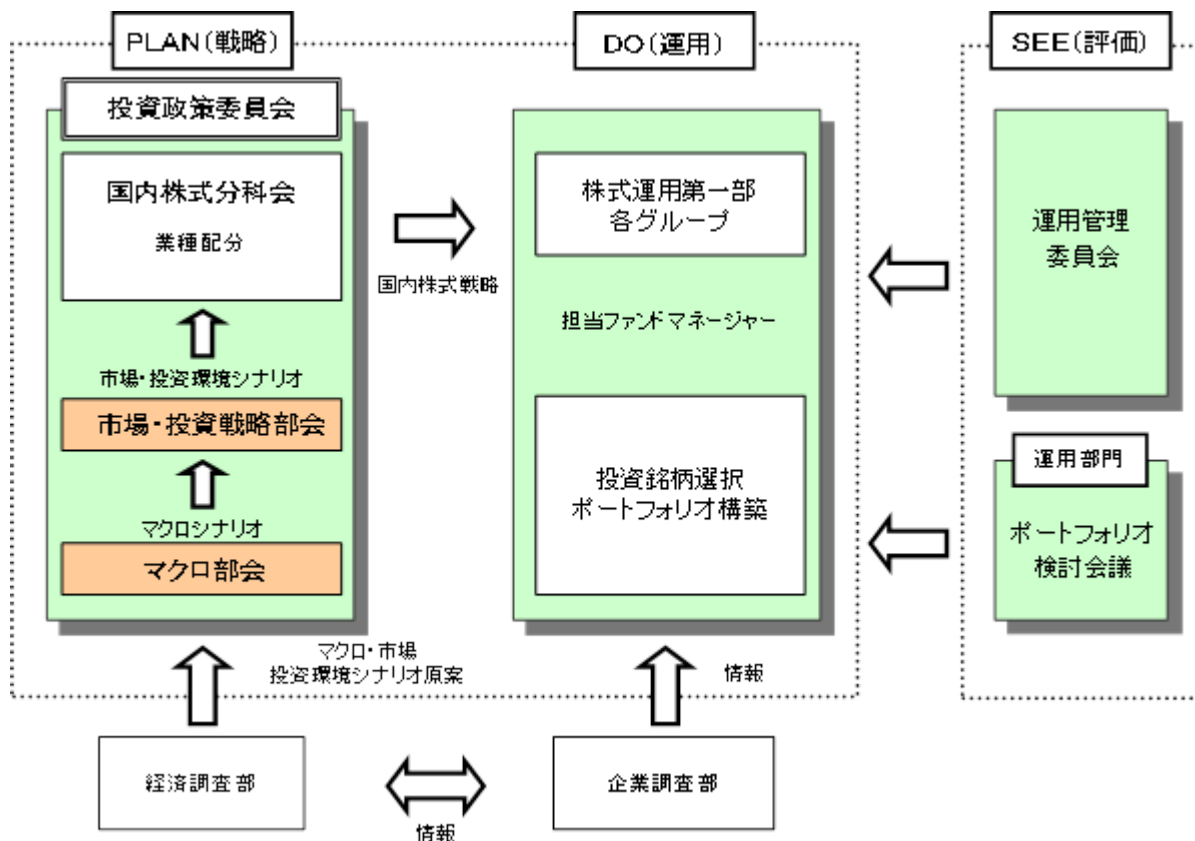 PLAN(戦略)
投資政策委員会
国内株式分科会
業種配分
市場・投資環境シナリオ
市場・投資戦略部会
マクロシナリオ
マクロ部会
国内株式戦略
DO(運用)
株式運用第一部
各グループ
担当ファンドマネージャー
投資銘柄選択
ポートフォリオ構築
SEE(評価)
運用管理
委員会
運用部門
ポートフォリオ
検討会議
マクロ・市場
投資環境シナリオ原案
情報
経済調査部
情報
企業調査部